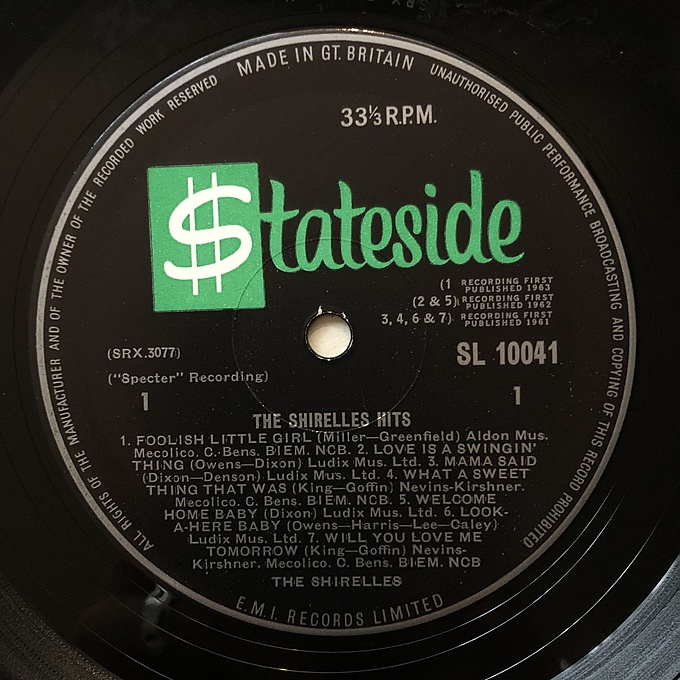 MADE IN GT. BRITAIN
ALL RIGHTS OF THE MANUFACTURER AND OF THE OWNER OF THE RECORDED WORK RESERVED
UNAUTHORISED PUBLIC PERFORMANCE BROADCASTING AND COPYING OF THIS RECORD PROHIBITED
33⅓ R.P.M.
$tateside
(1 RECORDING FIRST PUBLISHED 1963
(2 & 5) RECORDING FIRST PUBLISHED 1962
3, 4, 6 & 7) RECORDING FIRST PUBLISHED 1961
(SRX.3077)
SL 10041
("Specter" Recording)
1
1
THE SHIRELLES HITS
1. FOOLISH LITTLE GIRL (Miller—Greenfield) Aldon Mus.
Mecolico. C. Bens. BIEM. NCB. 2. LOVE IS A SWINGIN'
THING (Owens—Dixon) Ludix Mus. Ltd. 3. MAMA SAID
(Dixon—Denson) Ludix Mus. Ltd. 4. WHAT A SWEET
THING THAT WAS (King—Goffin) Nevins-Kirshner.
Mecolico. C. Bens. BIEM. NCB. 5. WELCOME
HOME BABY (Dixon) Ludix Mus. Ltd. 6. LOOK-
A-HERE BABY (Owens—Harris—Lee—Caley)
Ludix Mus. Ltd. 7. WILL YOU LOVE ME
TOMORROW (King—Goffin) Nevins-
Kirshner. Mecolico. C. Bens. BIEM. NCB
THE SHIRELLES
E.M.I. RECORDS LIMITED